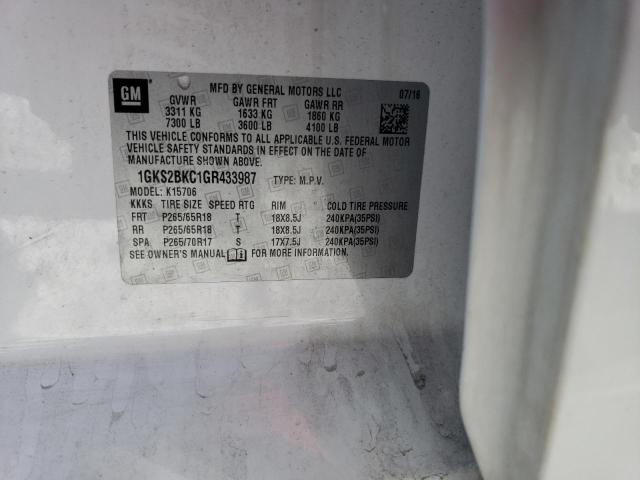 GM
MFD BY GENERAL MOTORS LLC
07/16
GVWR GAWR FRT GAWR RR
3311 KG 1633 KG 1860 KG
7300 LB 3600 LB 4100 LB
THIS VEHICLE CONFORMS TO ALL APPLICABLE U.S. FEDERAL MOTOR
VEHICLE SAFETY STANDARDS IN EFFECT ON THE DATE OF
MANUFACTURE SHOWN ABOVE.
1GKS2BKC1GR433987 TYPE: M.P.V.
MODEL: K15706
KKKS TIRE SIZE SPEED RTG RIM COLD TIRE PRESSURE
FRT P265/65R18 T 18X8.5J 240KPA(35PSI)
RR P265/65R18 T 18X8.5J 240KPA(35PSI)
SPA P265/70R17 S 17X7.5J 240KPA(35PSI)
SEE OWNER'S MANUAL FOR MORE INFORMATION.